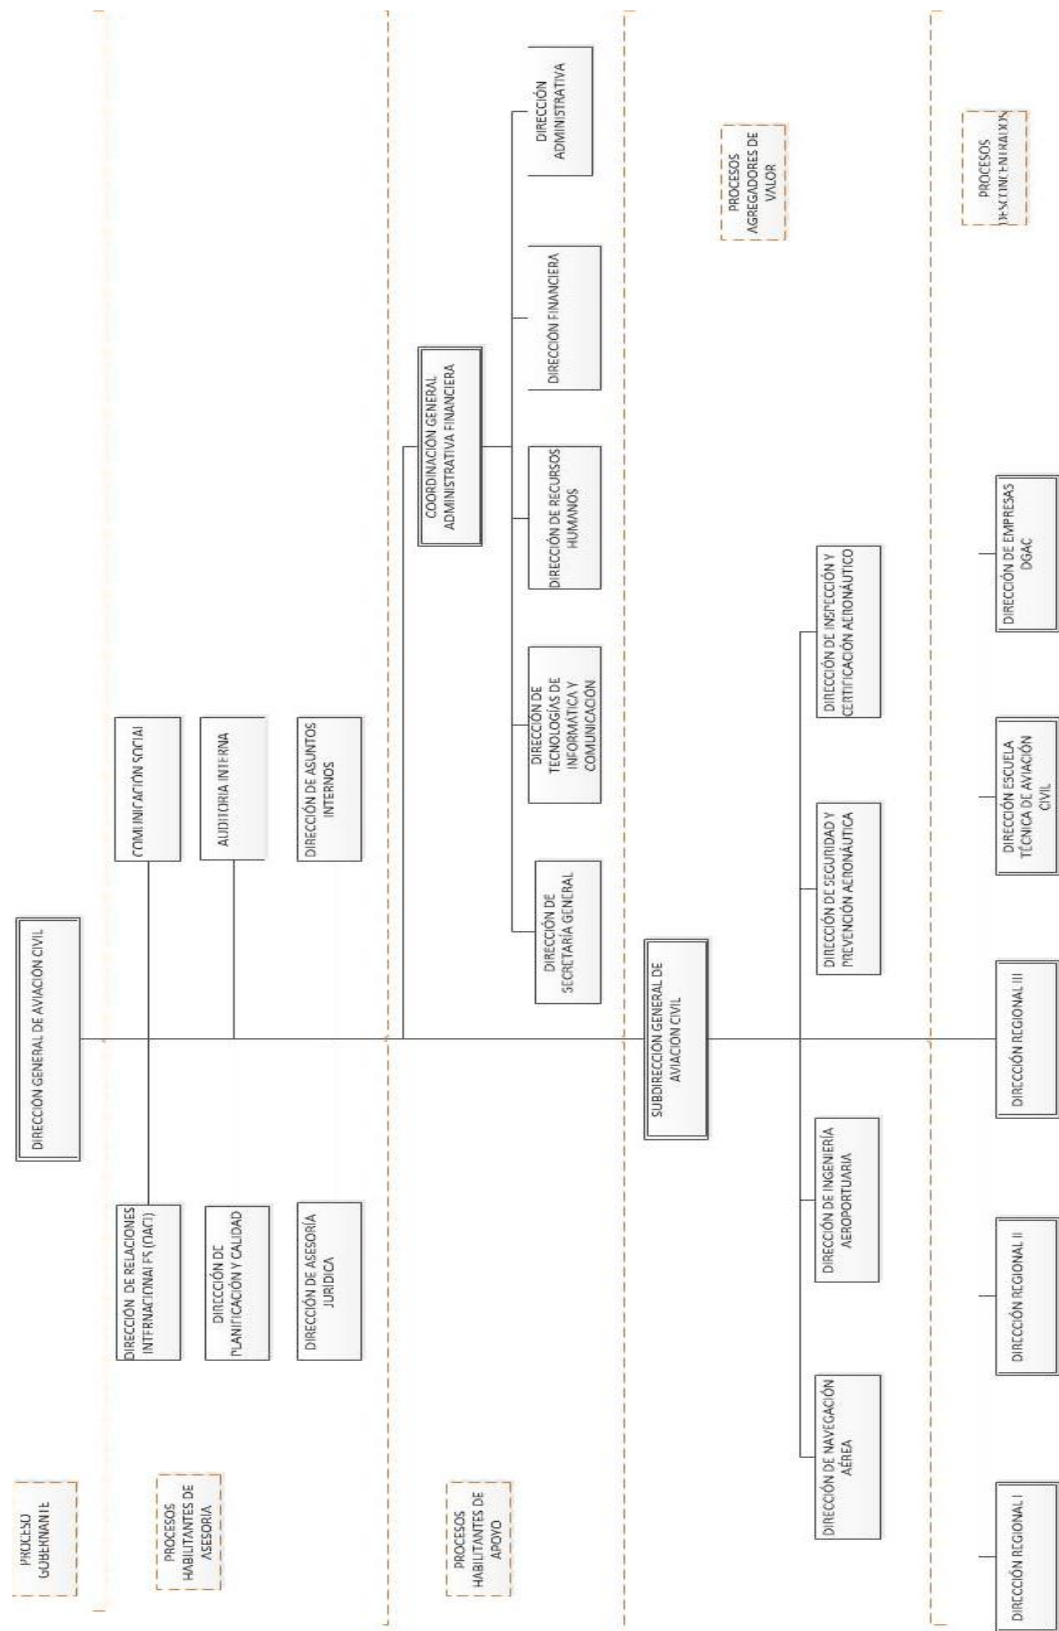 DIRECCIÓN GENERAL DE AVIACIÓN CIVIL
PROCESO
GOBERNANTE
DIRECCIÓN DE RELACIONES
INTERNACIONALES (OACI)
COMUNICACIÓN SOCIAL
DIRECCIÓN DE
PLANIFICACIÓN Y CALIDAD
AUDITORIA INTERNA
DIRECCIÓN DE ASESORÍA
JURÍDICA
DIRECCIÓN DE ASUNTOS
INTERNOS
PROCESOS
HABILITANTES DE
ASESORIA
COORDINACIÓN GENERAL
ADMINISTRATIVA FINANCIERA
PROCESOS
HABILITANTES DE
APOYO
DIRECCIÓN DE
SECRETARÍA GENERAL
DIRECCIÓN DE
TECNOLOGÍAS DE
INFORMÁTICA Y
COMUNICACIÓN
DIRECCIÓN DE RECURSOS
HUMANOS
DIRECCIÓN FINANCIERA
DIRECCIÓN
ADMINISTRATIVA
SUBDIRECCIÓN GENERAL DE
AVIACIÓN CIVIL
PROCESOS
AGREGADORES DE
VALOR
DIRECCIÓN DE NAVEGACIÓN
AÉREA
DIRECCIÓN DE INGENIERÍA
AEROPORTUARIA
DIRECCIÓN DE SEGURIDAD Y
PREVENCIÓN AERONÁUTICA
DIRECCIÓN DE INSPECCIÓN Y
CERTIFICACIÓN AERONÁUTICO
PROCESOS
DESCONCENTRADOS
DIRECCIÓN REGIONAL I
DIRECCIÓN REGIONAL II
DIRECCIÓN REGIONAL III
DIRECCIÓN ESCUELA
TÉCNICA DE AVIACIÓN
CIVIL
DIRECCIÓN DE EMPRESAS
DGAC